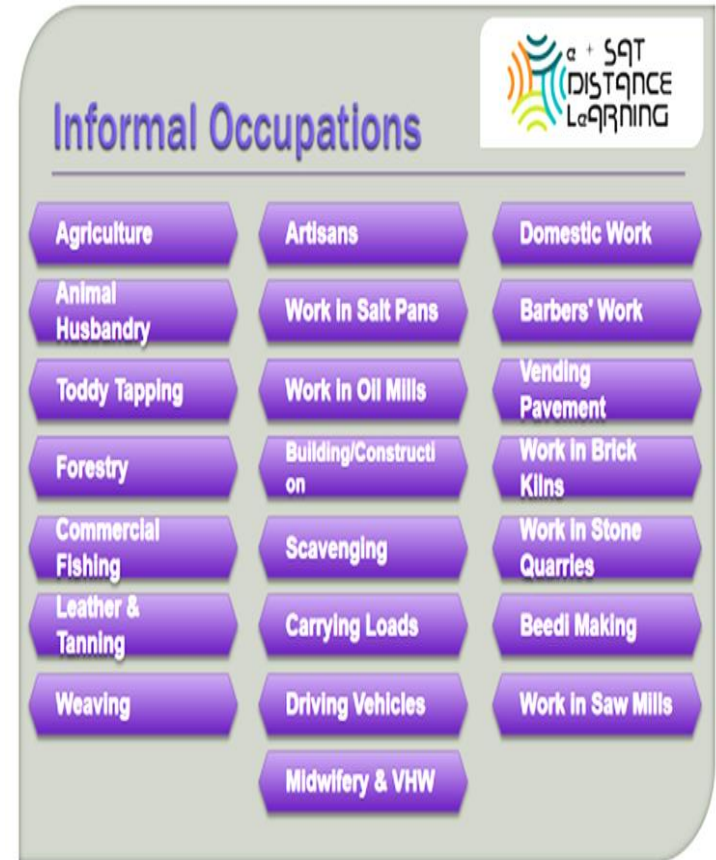 e + SAT
DISTANCE
LeARNING
Informal Occupations
Agriculture
Animal
Husbandry
Toddy Tapping
Forestry
Commercial
Fishing
Leather &
Tanning
Weaving
Artisans
Work in Salt Pans
Work in Oil Mills
Building/Constructi
on
Scavenging
Carrying Loads
Driving Vehicles
Midwifery & VHW
Domestic Work
Barbers' Work
Vending
Pavement
Work in Brick
Kilns
Work in Stone
Quarries
Beedi Making
Work in Saw Mills